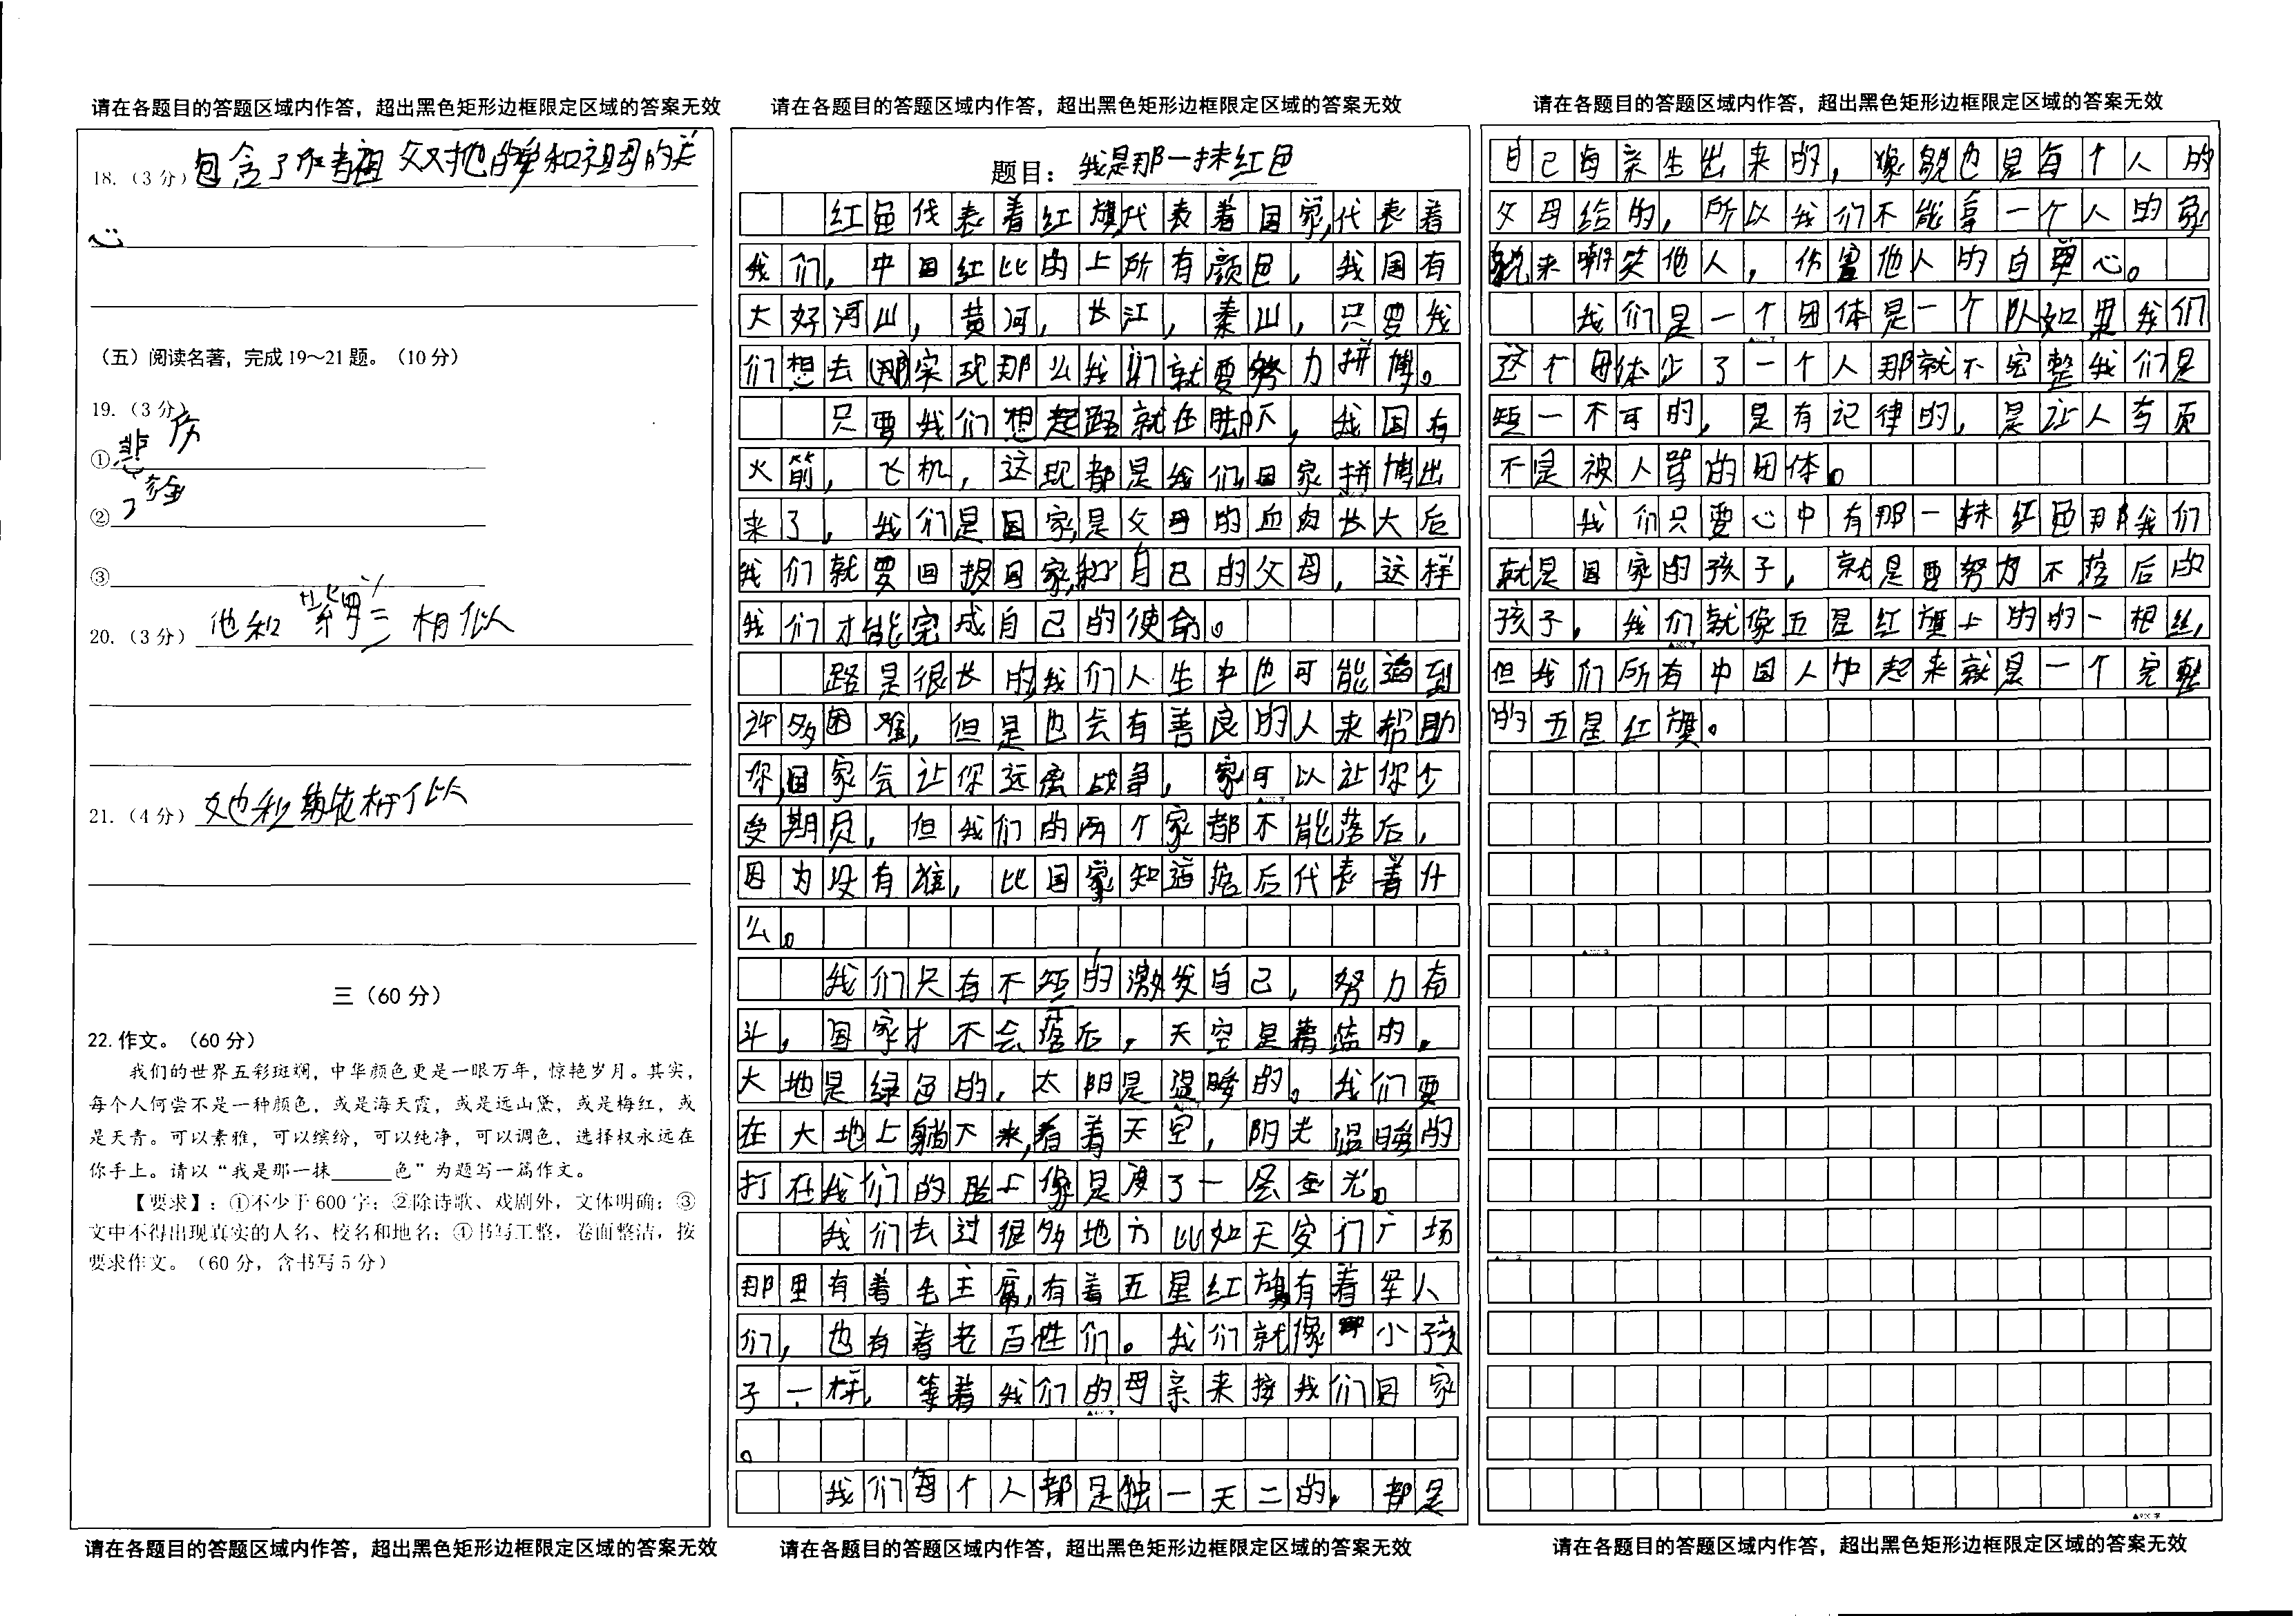 请在各题目的答题区域内作答，超出黑色矩形边框限定区域的答案无效
18.（3分）包含了作者祖父对她的爱和祖母的关
心
（五）阅读名著，完成19～21题。（10分）
19.（3分）
①悲伤
②
③
20.（3分）他和 相似
21.（4分）她和 相似
三（60分）
22.作文。（60分）
我们的世界五彩斑斓，中华颜色更是一眼万年，惊艳岁月。其实，
每个人何尝不是一种颜色，或是海天霞，或是远山黛，或是梅红，或
是天青。可以素雅，可以缤纷，可以纯净，可以调色，选择权永远在
你手上。请以“我是那一抹______色”为题写一篇作文。
【要求】：①不少于600字；②除诗歌、戏剧外，文体明确；③
文中不得出现真实的人名、校名和地名；④书写工整，卷面整洁，按
要求作文。（60分，含书写5分）
请在各题目的答题区域内作答，超出黑色矩形边框限定区域的答案无效
请在各题目的答题区域内作答，超出黑色矩形边框限定区域的答案无效
题目：我是那一抹红色
红色代表着红旗,代表着国家,代表着
我们，中国红比的上所有颜色，我国有
大好河山，黄河，长江，泰山，只要我
们想去 实现那么我们就要努力拼博。
只要我们想起路就在脚下，我国有
火箭，飞机，这现都是我们国家拼博出
来了，我们是国家,是父母的血肉长大后
我们就要回报国家,和自己的父母，这样
我们才能完成自己的使命。
路是很长的我们人生中也可能遇到
许多困难，但是也会有善良的人来帮助
你,国家会让你远离战争，家可以让你少
受期负，但我们的两个家都不能落后，
因为没有谁，比国家知道落后代表着什
么。
我们只有不短的激发自己，努力奋
斗，国家才不会落后，天空是着蓝的，
大地是绿色的，太阳是温暖的。我们要
在大地上躺下来,看着天空，阳光温暖的
打在我们的脸上像是度了一层金光。
我们去过很多地方比如天安门广场
那里有着毛主席,有着五星红旗有着军人
们，也有着老百姓们。我们就像 小孩
子一样，等着我们的母亲来接我们回家
。
我们每个人都是独一天二的，都是
请在各题目的答题区域内作答，超出黑色矩形边框限定区域的答案无效
请在各题目的答题区域内作答，超出黑色矩形边框限定区域的答案无效
自己母亲生出来的，像貌也是每个人的
父母给的，所以我们不能拿一个人的象
貌来嘲笑他人，伤害他人的自尊心。
我们是一个团体是一个队如果我们
这个团体少了一个人那就不完整我们是
短一不可的，是有记律的，是让人夸页
不是被人骂的团体。
我们只要心中有那一抹红色那我们
就是国家的孩子，就是要努力不落后的
孩子，我们就像五星红旗上的的一根丝，
但我们所有中国人加起来就是一个完整
的五星红旗。
请在各题目的答题区域内作答，超出黑色矩形边框限定区域的答案无效